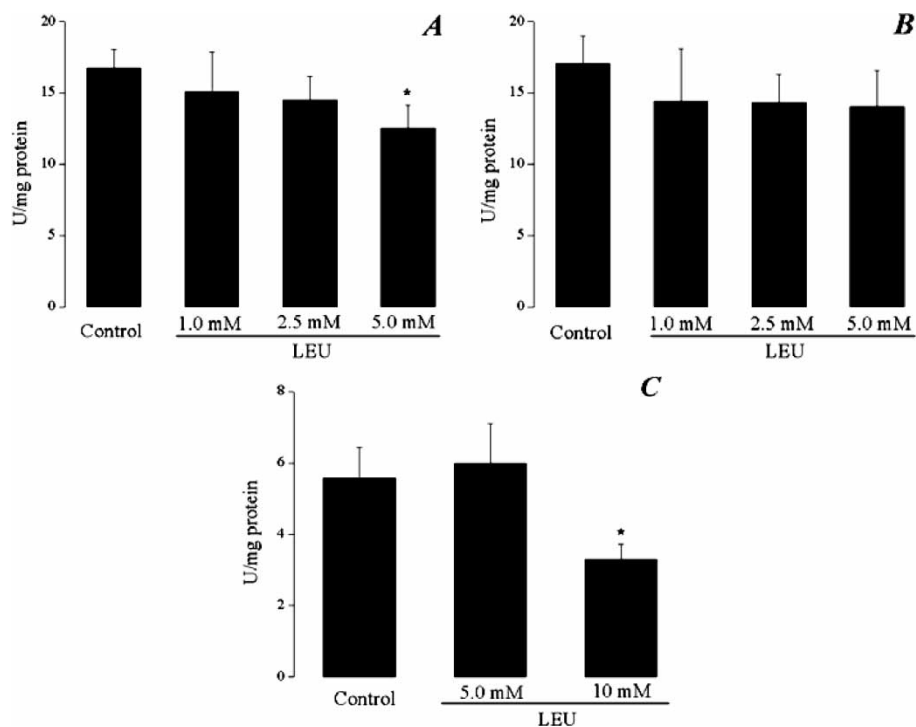 A
20
15
10
5
0
U/mg protein
*
Control
1.0 mM 2.5 mM 5.0 mM
LEU
B
20
15
10
5
0
U/mg protein
Control
1.0 mM 2.5 mM 5.0 mM
LEU
C
8
6
4
2
0
U/mg protein
*
Control
5.0 mM 10 mM
LEU